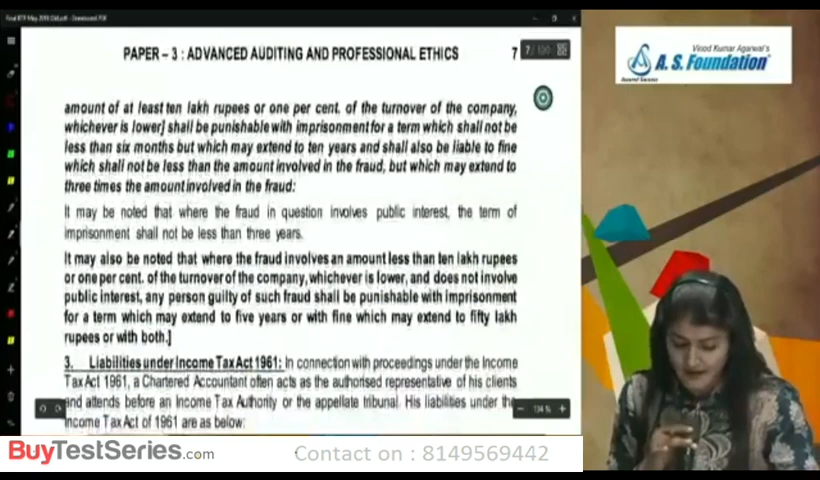 Vinod Kumar Agarwal's
A. S. Foundation
PAPER – 3 : ADVANCED AUDITING AND PROFESSIONAL ETHICS 7
amount of at least ten lakh rupees or one per cent. of the turnover of the company,
whichever is lower] shall be punishable with imprisonment for a term which shall not be
less than six months but which may extend to ten years and shall also be liable to fine
which shall not be less than the amount involved in the fraud, but which may extend to
three times the amount involved in the fraud:
It may be noted that where the fraud in question involves public interest, the term of
imprisonment shall not be less than three years.
It may also be noted that where the fraud involves an amount less than ten lakh rupees
or one per cent. of the turnover of the company, whichever is lower, and does not involve
public interest, any person guilty of such fraud shall be punishable with imprisonment
for a term which may extend to five years or with fine which may extend to fifty lakh
rupees or with both.]
3. Liabilities under Income Tax Act 1961: In connection with proceedings under the Income
Tax Act 1961, a Chartered Accountant often acts as the authorised representative of his clients
and attends before an Income Tax Authority or the appellate tribunal. His liabilities under the
Income Tax Act of 1961 are as below:
BuyTestSeries.com
Contact on : 8149569442